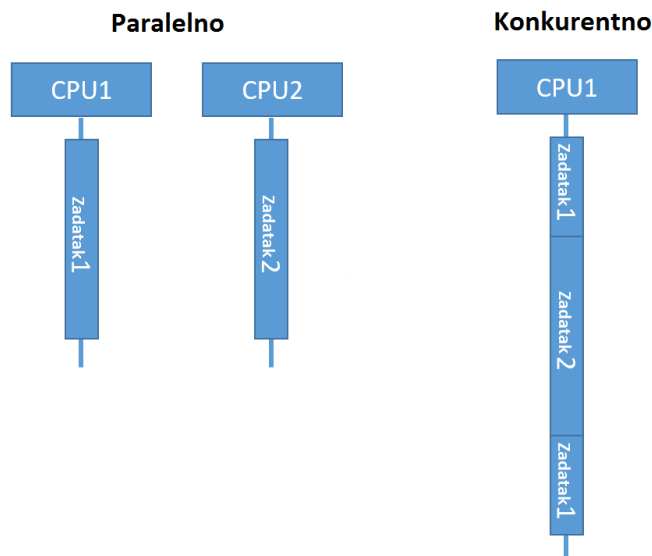 Paralelno
Konkurentno
CPU1
CPU2
CPU1
Zadatak1
Zadatak2
Zadatak1
Zadatak2
Zadatak1